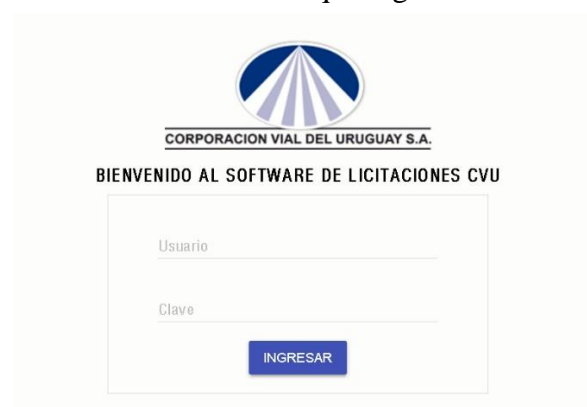 CORPORACION VIAL DEL URUGUAY S.A.
BIENVENIDO AL SOFTWARE DE LICITACIONES CVU
Usuario
Clave
INGRESAR